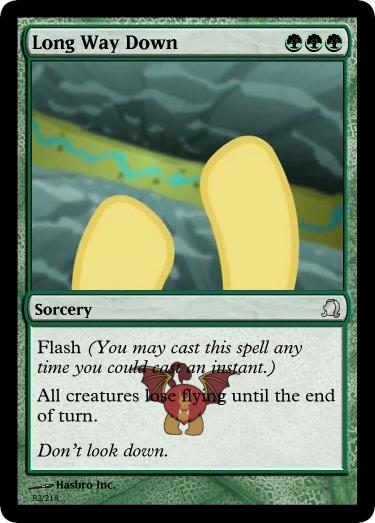 Long Way Down
Sorcery
Flash (You may cast this spell any
time you could cast an instant.)
All creatures lose flying until the end
of turn.
Don't look down.
Hasbro Inc.
82/218